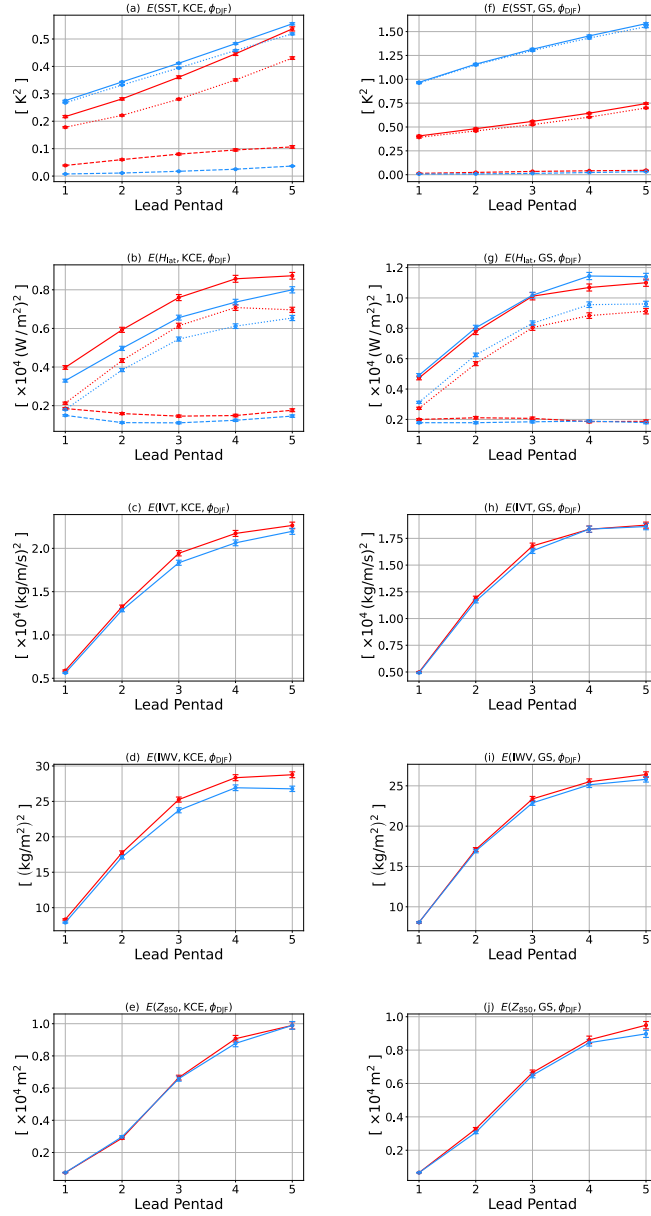 (a) E(SST, KCE, ϕDJF)
[ K² ]
0.5
0.4
0.3
0.2
0.1
0.0
1 2 3 4 5
Lead Pentad
(f) E(SST, GS, ϕDJF)
[ K² ]
1.50
1.25
1.00
0.75
0.50
0.25
0.00
1 2 3 4 5
Lead Pentad
(b) E(Hlat, KCE, ϕDJF)
[ ×10⁴ (W / m²)² ]
0.8
0.6
0.4
0.2
1 2 3 4 5
Lead Pentad
(g) E(Hlat, GS, ϕDJF)
[ ×10⁴ (W / m²)² ]
1.2
1.0
0.8
0.6
0.4
0.2
1 2 3 4 5
Lead Pentad
(c) E(IVT, KCE, ϕDJF)
[ ×10⁴ (kg/m/s)² ]
2.0
1.5
1.0
0.5
1 2 3 4 5
Lead Pentad
(h) E(IVT, GS, ϕDJF)
[ ×10⁴ (kg/m/s)² ]
1.75
1.50
1.25
1.00
0.75
0.50
1 2 3 4 5
Lead Pentad
(d) E(IWV, KCE, ϕDJF)
[ (kg/m²)² ]
30
25
20
15
10
1 2 3 4 5
Lead Pentad
(i) E(IWV, GS, ϕDJF)
[ (kg/m²)² ]
25
20
15
10
1 2 3 4 5
Lead Pentad
(e) E(Z850, KCE, ϕDJF)
[ ×10⁴ m² ]
1.0
0.8
0.6
0.4
0.2
1 2 3 4 5
Lead Pentad
(j) E(Z850, GS, ϕDJF)
[ ×10⁴ m² ]
1.0
0.8
0.6
0.4
0.2
1 2 3 4 5
Lead Pentad